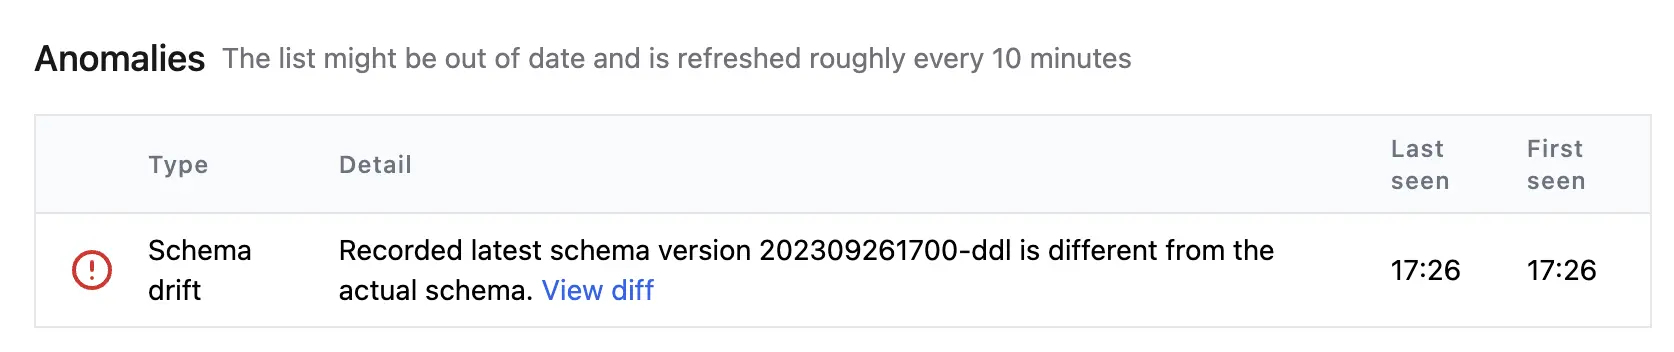 Anomalies The list might be out of date and is refreshed roughly every 10 minutes
Type Detail Last seen First seen
Schema drift Recorded latest schema version 202309261700-ddl is different from the actual schema. View diff 17:26 17:26